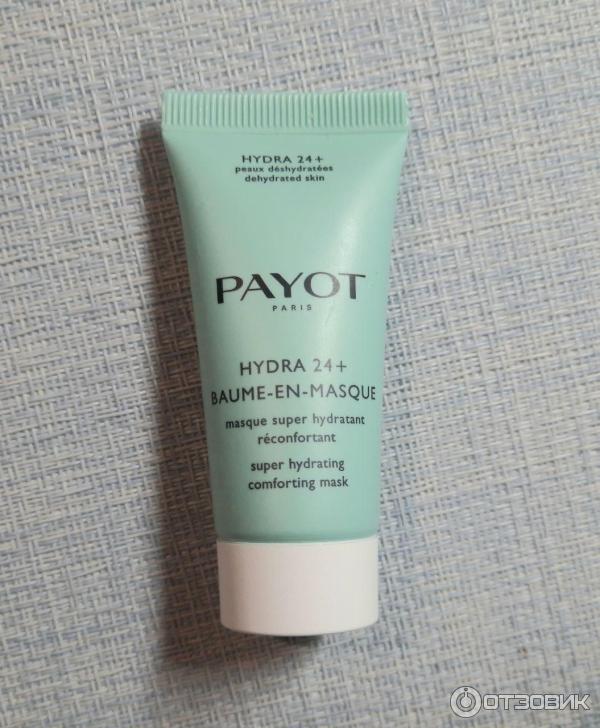 HYDRA 24+
peaux déshydratées
dehydrated skin
PAYOT
PARIS
HYDRA 24+
BAUME-EN-MASQUE
masque super hydratant
réconfortant
super hydrating
comforting mask
ОТЗОВИК